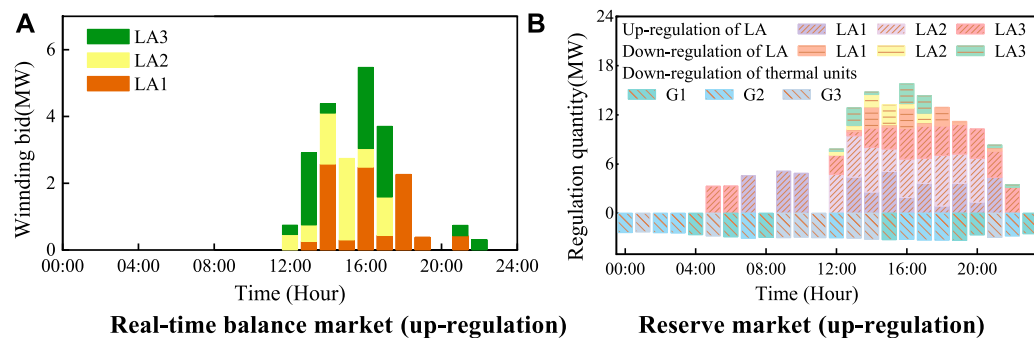 A
Winnding bid(MW)
6
4
2
0
LA3
LA2
LA1
00:00 04:00 08:00 12:00 16:00 20:00 24:00
Time (Hour)
Real-time balance market (up-regulation)
B
Regulation quantity(MW)
24
18
12
6
0
Up-regulation of LA LA1 LA2 LA3
Down-regulation of LA LA1 LA2 LA3
Down-regulation of thermal units
G1 G2 G3
00:00 04:00 08:00 12:00 16:00 20:00
Time (Hour)
Reserve market (up-regulation)